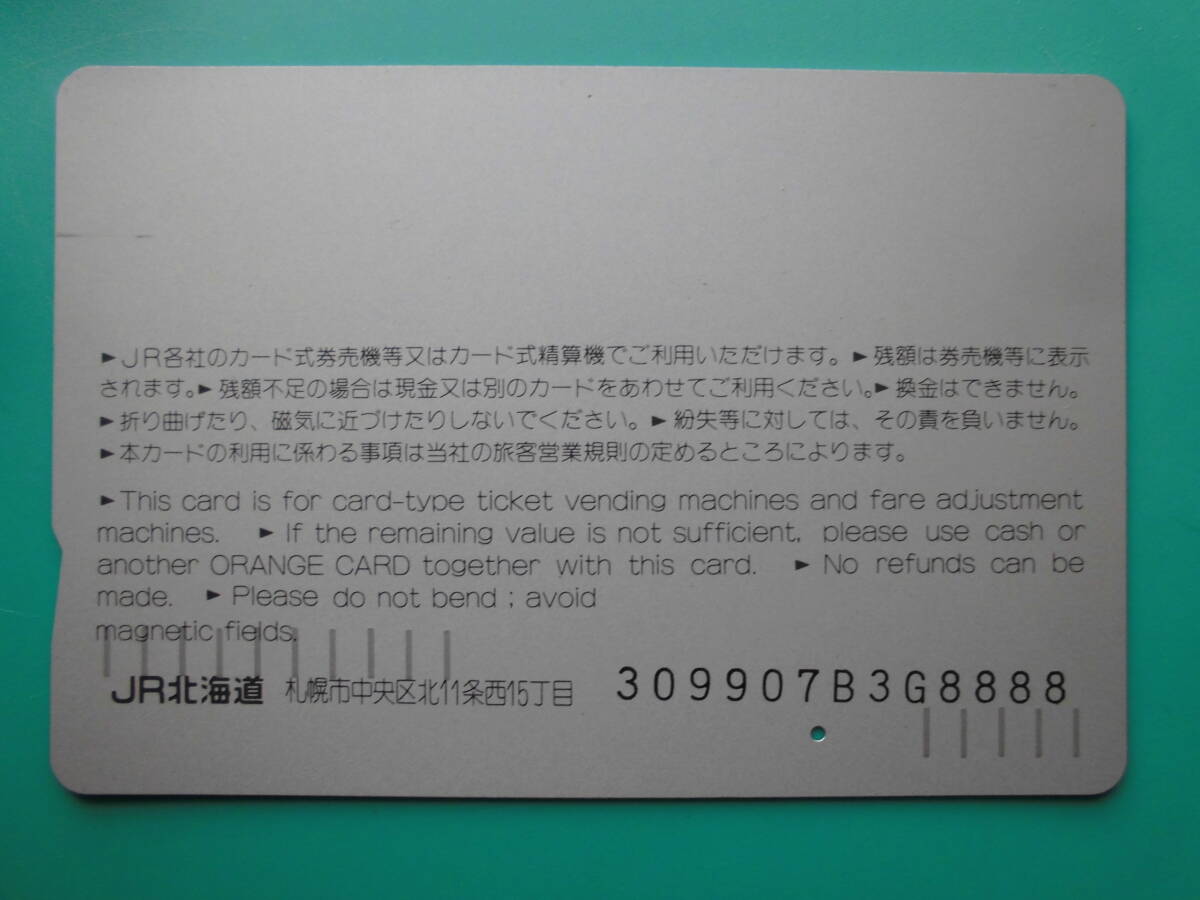 ►JR各社のカード式券売機等又はカード式精算機でご利用いただけます。►残額は券売機等に表示
されます。►残額不足の場合は現金又は別のカードをあわせてご利用ください。►換金はできません。
►折り曲げたり、磁気に近づけたりしないでください。►紛失等に対しては、その責を負いません。
►本カードの利用に係わる事項は当社の旅客営業規則の定めるところによります。
►This card is for card-type ticket vending machines and fare adjustment
machines. ►If the remaining value is not sufficient, please use cash or
another ORANGE CARD together with this card. ►No refunds can be
made. ►Please do not bend ; avoid
magnetic fields.
JR北海道 札幌市中央区北11条西15丁目 309907B3G8888